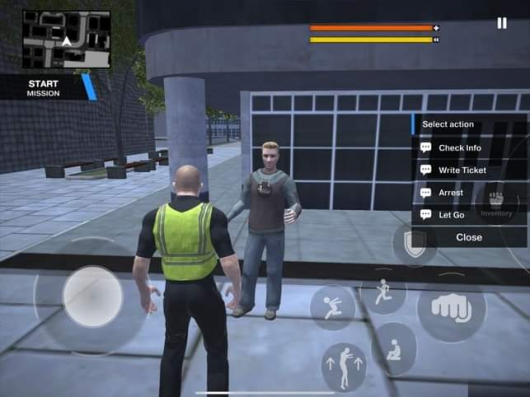 START
MISSION
Select action
Check Info
Write Ticket
Arrest
Inventory
Let Go
Close